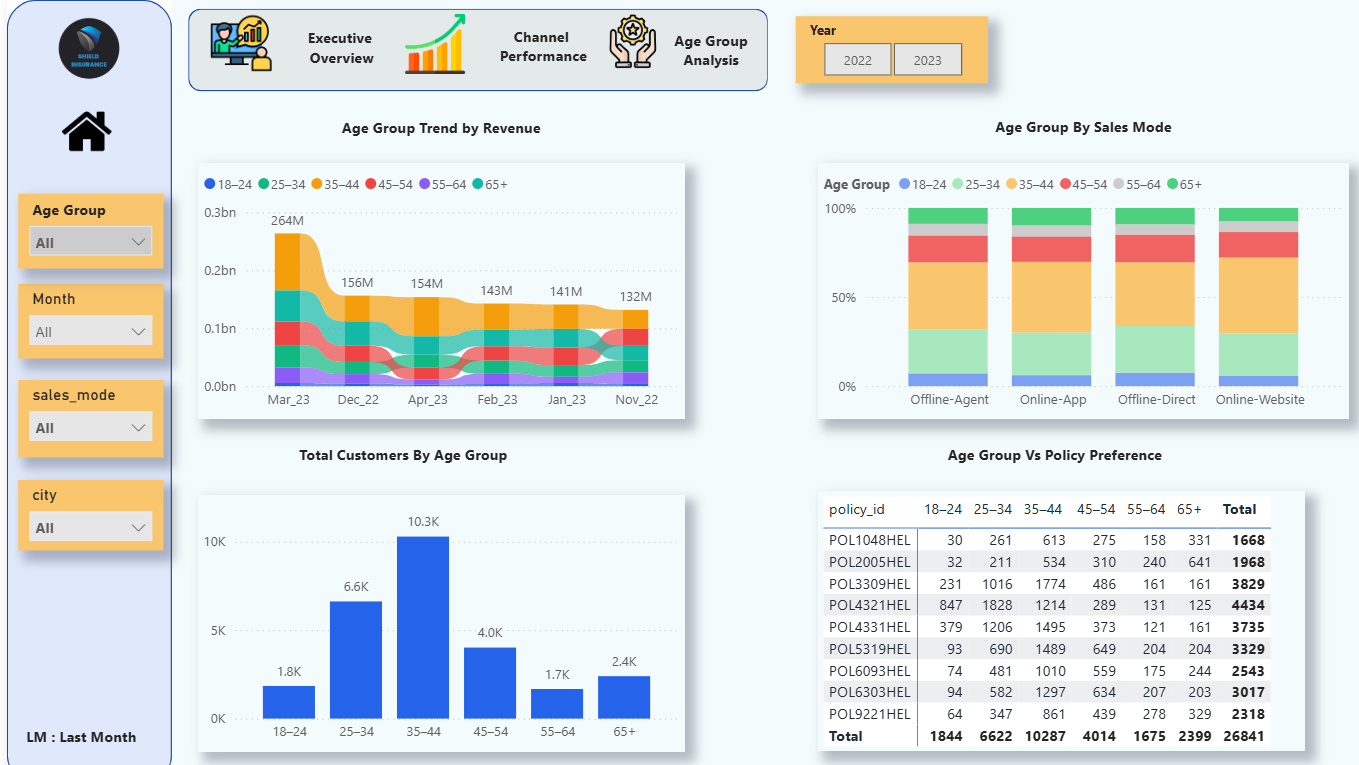 SHIELD
INSURANCE
Executive
Overview
Channel
Performance
Age Group
Analysis
Year
2022 2023
Age Group
All
Month
All
sales_mode
All
city
All
LM : Last Month
Age Group Trend by Revenue
18–24 25–34 35–44 45–54 55–64 65+
0.3bn
0.2bn
0.1bn
0.0bn
264M 156M 154M 143M 141M 132M
Mar_23 Dec_22 Apr_23 Feb_23 Jan_23 Nov_22
Age Group By Sales Mode
Age Group 18–24 25–34 35–44 45–54 55–64 65+
100%
50%
0%
Offline-Agent Online-App Offline-Direct Online-Website
Total Customers By Age Group
10K
5K
0K
1.8K 6.6K 10.3K 4.0K 1.7K 2.4K
18–24 25–34 35–44 45–54 55–64 65+
Age Group Vs Policy Preference
policy_id 18–24 25–34 35–44 45–54 55–64 65+ Total
POL1048HEL 30 261 613 275 158 331 1668
POL2005HEL 32 211 534 310 240 641 1968
POL3309HEL 231 1016 1774 486 161 161 3829
POL4321HEL 847 1828 1214 289 131 125 4434
POL4331HEL 379 1206 1495 373 121 161 3735
POL5319HEL 93 690 1489 649 204 204 3329
POL6093HEL 74 481 1010 559 175 244 2543
POL6303HEL 94 582 1297 634 207 203 3017
POL9221HEL 64 347 861 439 278 329 2318
Total 1844 6622 10287 4014 1675 2399 26841